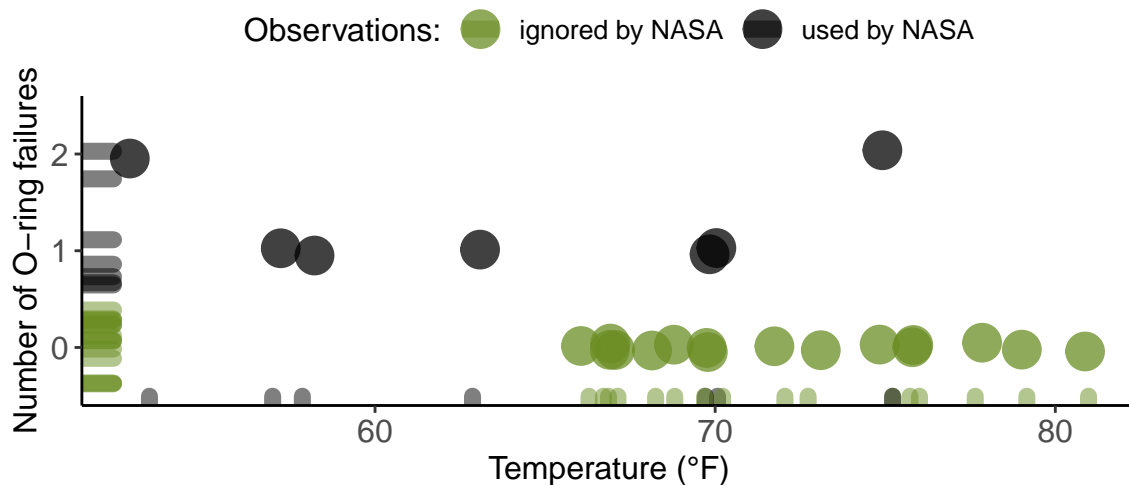 Observations: ignored by NASA used by NASA
Number of O−ring failures
2
1
0
60 70 80
Temperature (°F)